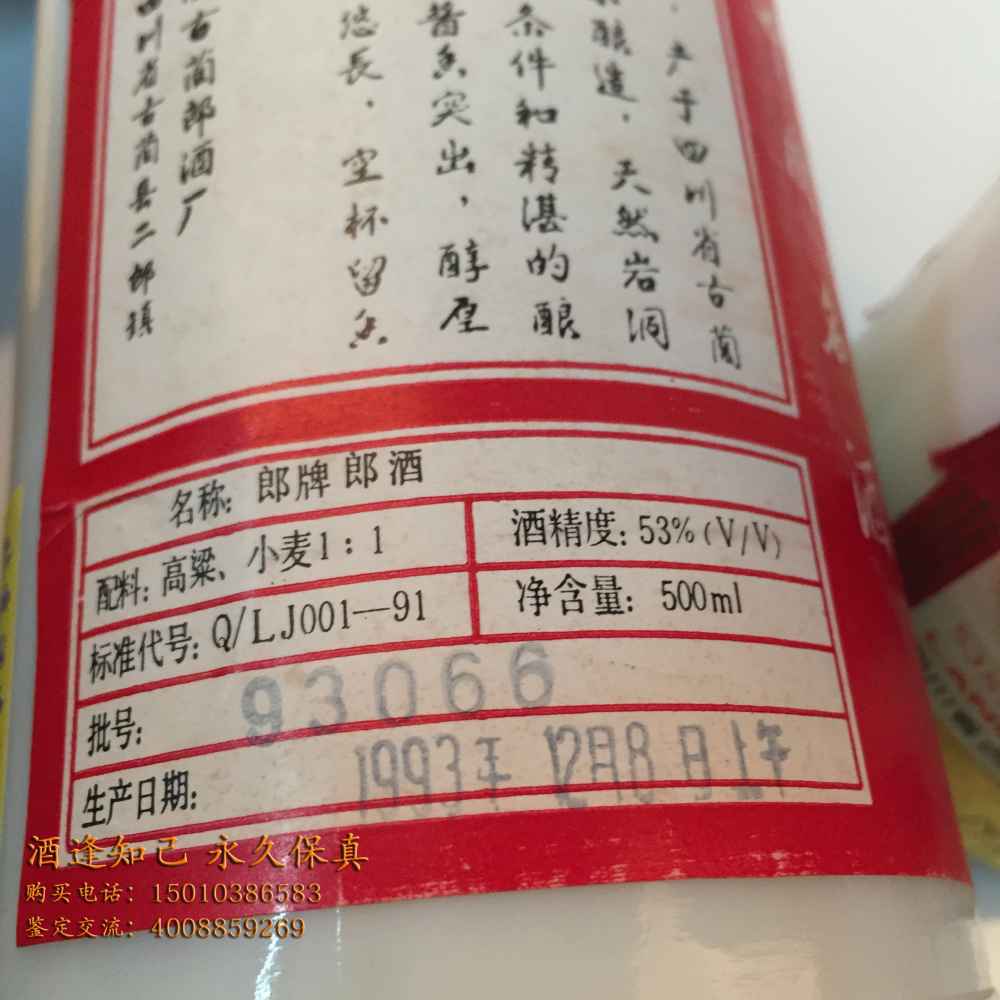 ，产于四川省古蔺
酿造，天然岩洞
条件和精湛的酿
酱香突出，醇厚
悠長，空杯留香
古蔺郎酒厂
四川省古蔺县二郎镇
名称：郎牌郎酒
配料：高粱、小麦1：1
酒精度：53%(V/V)
标准代号：Q/LJ001—91
净含量：500ml
批号：93066
生产日期：1993年12月8日上午
酒逢知己 永久保真
购买电话：15010386583
鉴定交流：4008859269